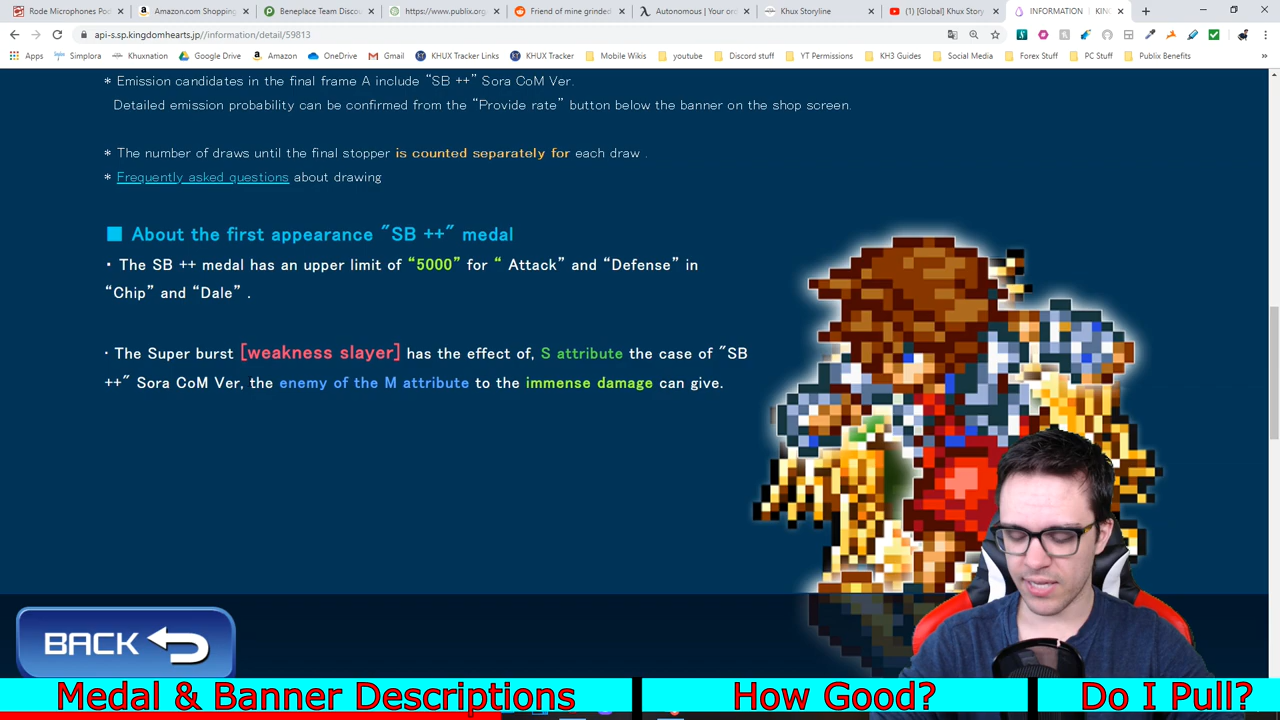 Rode Microphones Pod
Amazon.com Shopping
Beneplace Team Discou
https://www.publix.org
Friend of mine grinded
Autonomous | Your or
Khux Storyline
(1) [Global] Khux Story
INFORMATION | KIN
api-s.sp.kingdomhearts.jp//information/detail/59813
Apps Simplora Khuxnation Google Drive Amazon OneDrive Gmail KHUX Tracker Links KHUX Tracker Mobile Wikis youtube Discord stuff YT Permissions KH3 Guides Social Media Forex Stuff PC Stuff Publix Benefits »
* Emission candidates in the final frame A include “SB ++” Sora CoM Ver.
Detailed emission probability can be confirmed from the “Provide rate” button below the banner on the shop screen.
* The number of draws until the final stopper is counted separately for each draw .
* Frequently asked questions about drawing
■ About the first appearance "SB ++" medal
・ The SB ++ medal has an upper limit of “5000” for “ Attack” and “Defense” in
“Chip” and “Dale” .
・ The Super burst [weakness slayer] has the effect of, S attribute the case of "SB
++" Sora CoM Ver, the enemy of the M attribute to the immense damage can give.
BACK
Medal & Banner Descriptions
How Good?
Do I Pull?